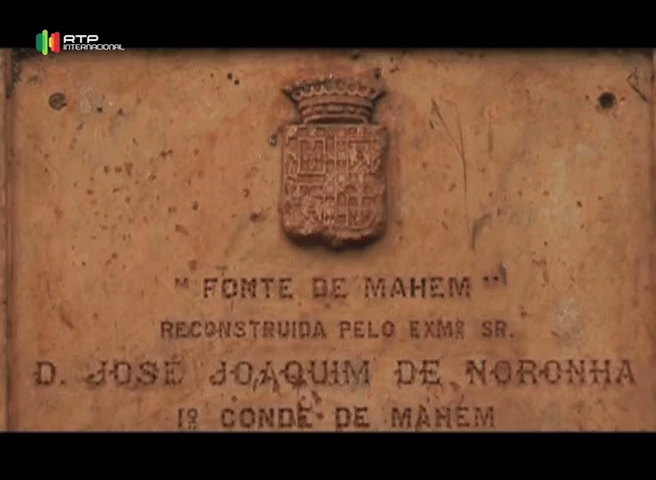 RTP
INTERNACIONAL
"FONTE DE MAHEM"
RECONSTRUIDA PELO EXMº SR.
D. JOSÉ JOAQUIM DE NORONHA
1º CONDE DE MAHEM